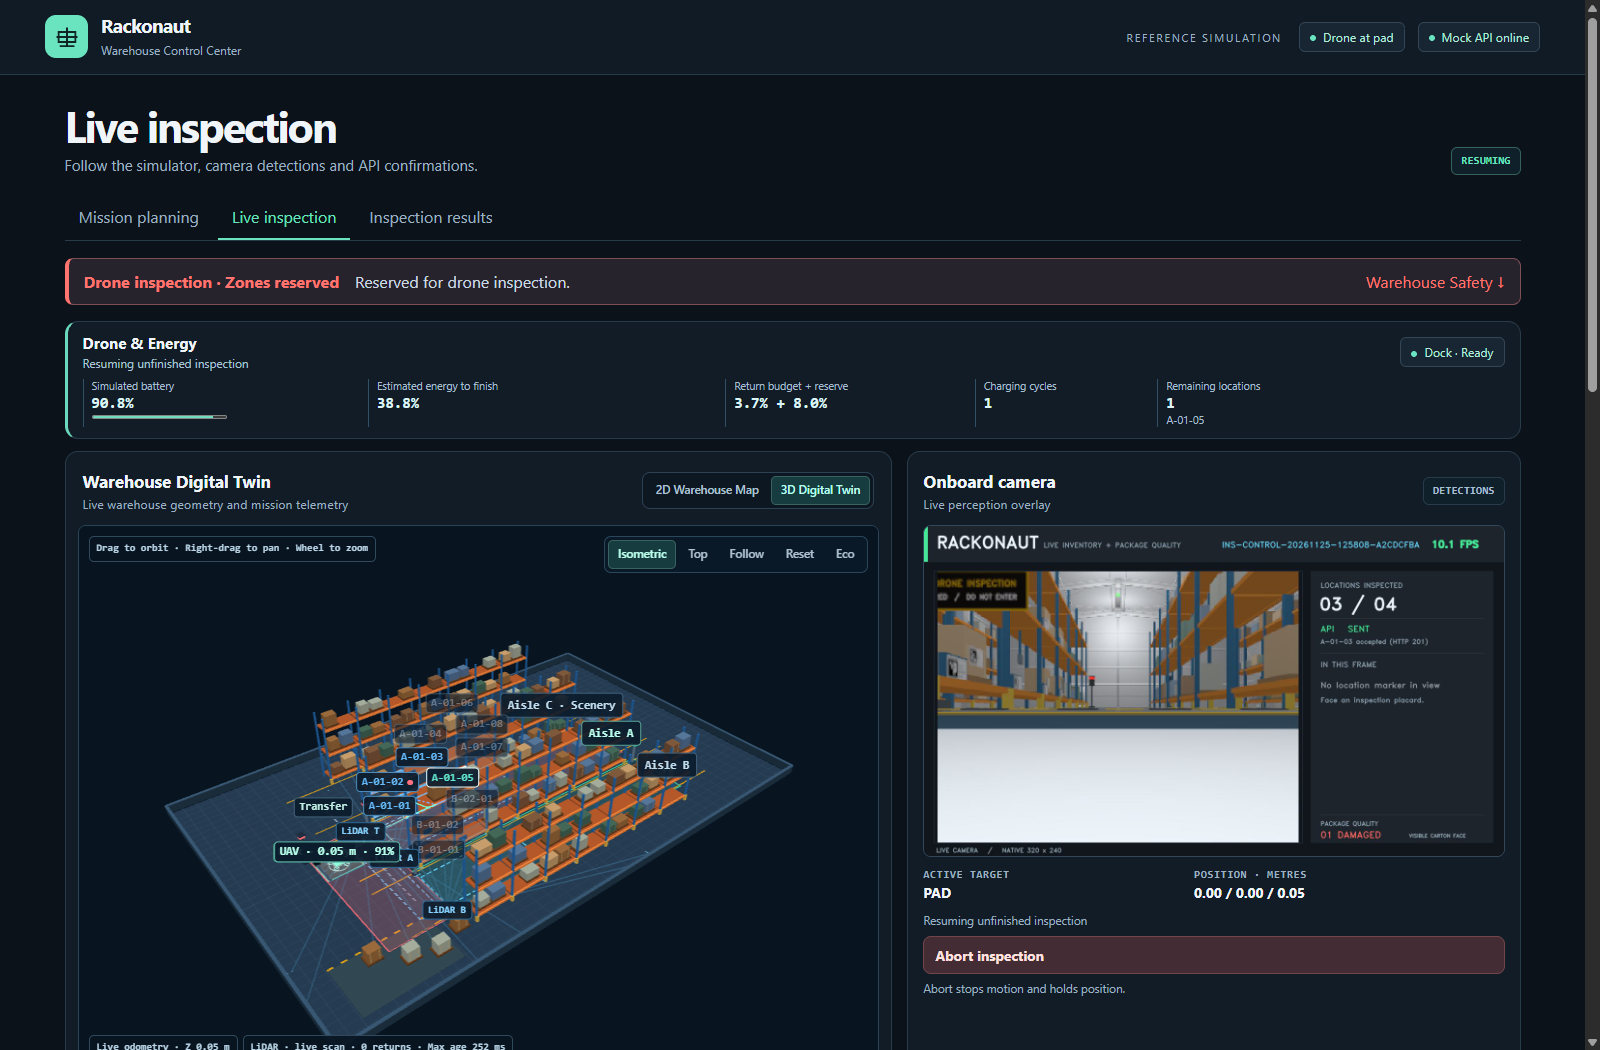 Rackonaut
Warehouse Control Center
REFERENCE SIMULATION
Drone at pad
Mock API online
Live inspection
Follow the simulator, camera detections and API confirmations.
RESUMING
Mission planning
Live inspection
Inspection results
Drone inspection · Zones reserved
Reserved for drone inspection.
Warehouse Safety ↓
Drone & Energy
Resuming unfinished inspection
Dock · Ready
Simulated battery
90.8%
Estimated energy to finish
38.8%
Return budget + reserve
3.7% + 8.0%
Charging cycles
1
Remaining locations
1
A-01-05
Warehouse Digital Twin
Live warehouse geometry and mission telemetry
2D Warehouse Map
3D Digital Twin
Drag to orbit · Right-drag to pan · Wheel to zoom
Isometric
Top
Follow
Reset
Eco
A-01-06
Aisle C · Scenery
A-01-08
A-01-04
Aisle A
A-01-07
A-01-03
Aisle B
A-01-02
A-01-05
B-02-01
Transfer
A-01-01
B-01-02
LiDAR T
UAV · 0.05 m · 91%
R A
B-01-01
LiDAR B
Live odometry · Z 0.05 m
LiDAR · live scan · 0 returns · Max age 252 ms
Onboard camera
Live perception overlay
DETECTIONS
RACKONAUT
LIVE INVENTORY + PACKAGE QUALITY
INS-CONTROL-20261125-125808-A2CDCFBA
10.1 FPS
DRONE INSPECTION
ED / DO NOT ENTER
LOCATIONS INSPECTED
03 / 04
API SENT
A-01-03 accepted (HTTP 201)
IN THIS FRAME
No location marker in view
Face an inspection placard.
PACKAGE QUALITY
01 DAMAGED
VISIBLE CARTON FACE
LIVE CAMERA / NATIVE 320 x 240
ACTIVE TARGET
PAD
POSITION · METRES
0.00 / 0.00 / 0.05
Resuming unfinished inspection
Abort inspection
Abort stops motion and holds position.